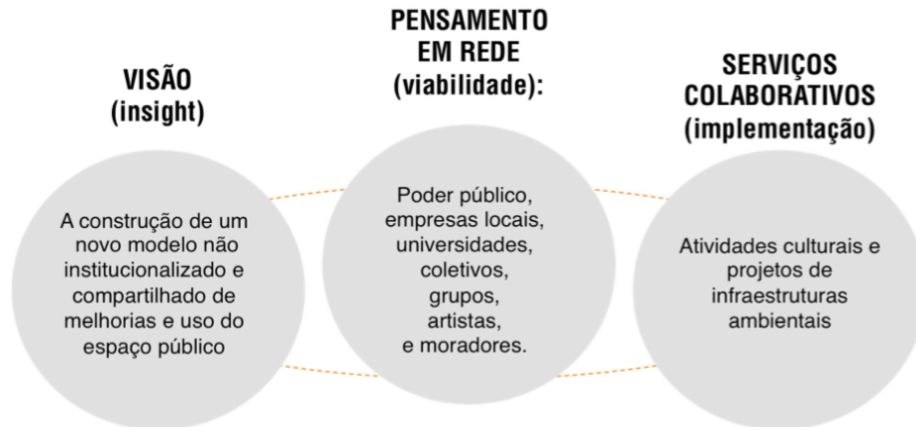 VISÃO
(insight)
A construção de um
novo modelo não
institucionalizado e
compartilhado de
melhorias e uso do
espaço público
PENSAMENTO
EM REDE
(viabilidade):
Poder público,
empresas locais,
universidades,
coletivos,
grupos,
artistas,
e moradores.
SERVIÇOS
COLABORATIVOS
(implementação)
Atividades culturais e
projetos de
infraestruturas
ambientais